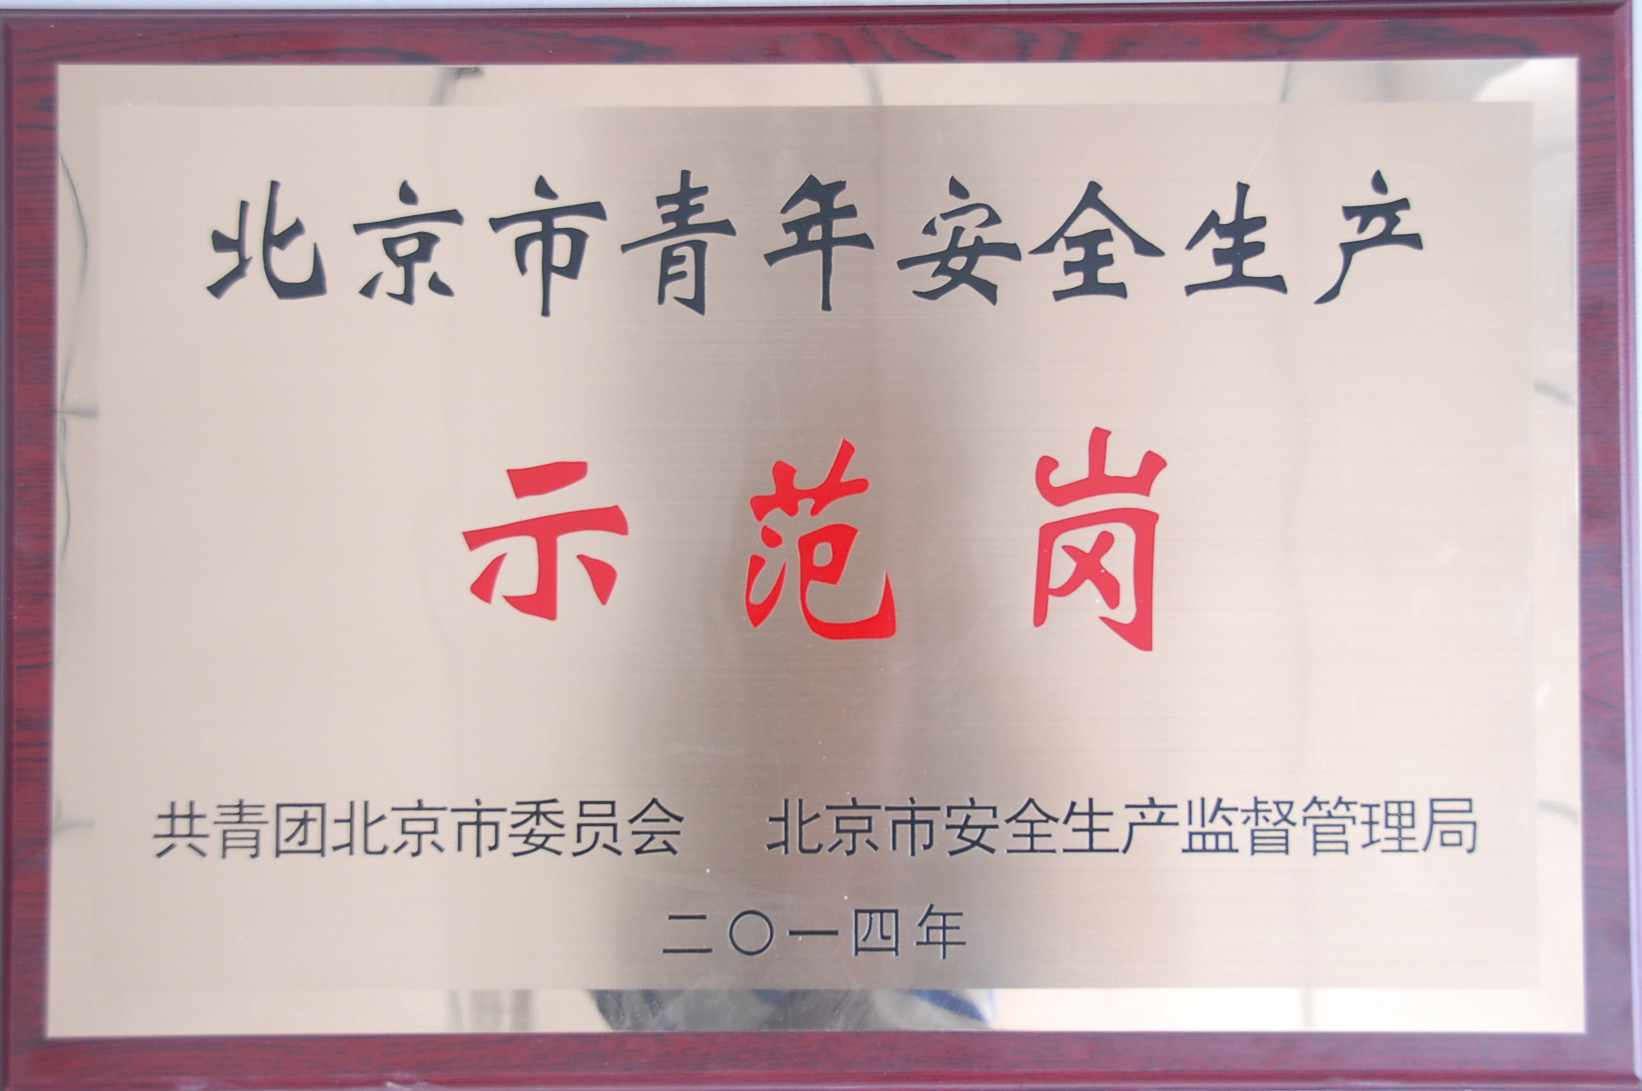 北京市青年安全生产
示范岗
共青团北京市委员会 北京市安全生产监督管理局
二〇一四年